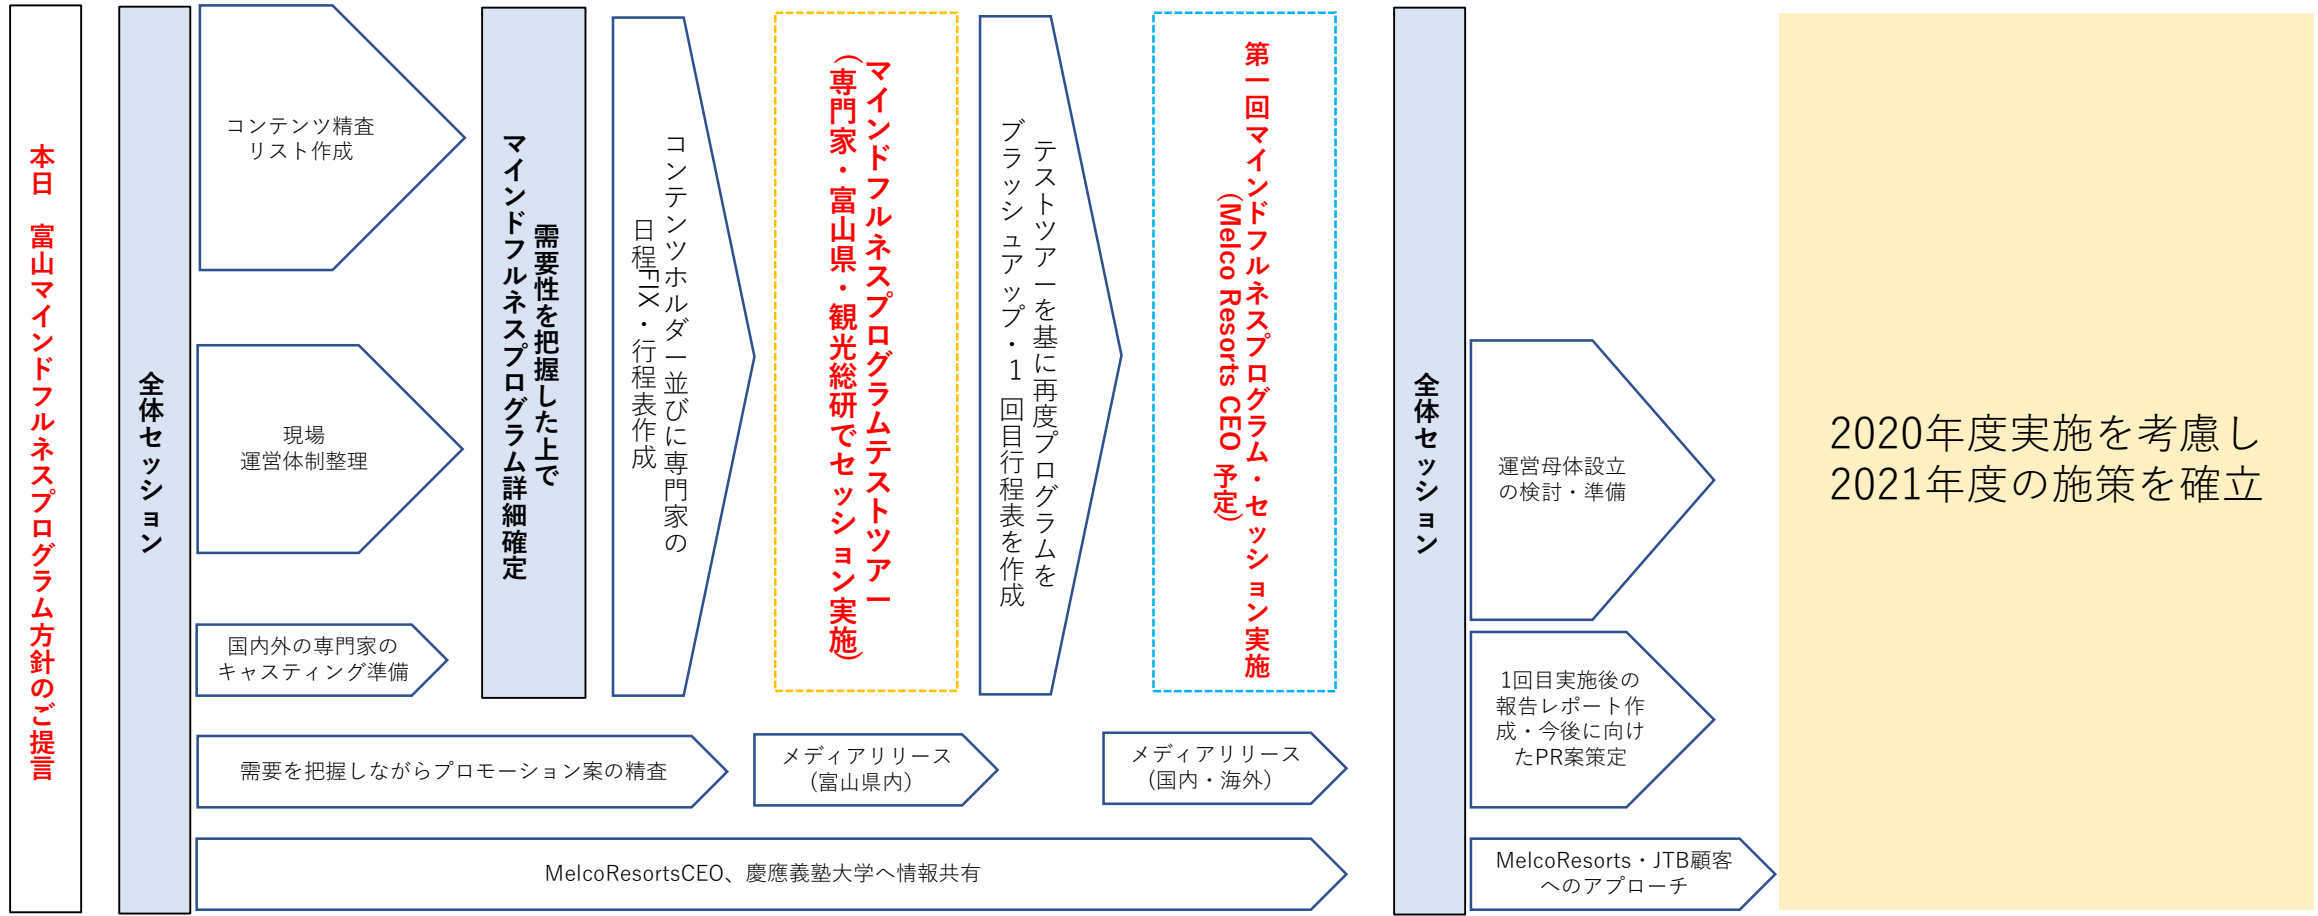 本日　富山マインドフルネスプログラム方針のご提言
全体セッション
コンテンツ精査
リスト作成
現場
運営体制整理
国内外の専門家の
キャスティング準備
需要性を把握した上で
マインドフルネスプログラム詳細確定
コンテンツホルダー並びに専門家の
日程FIX・行程表作成
マインドフルネスプログラムテストツアー
（専門家・富山県・観光総研でセッション実施）
テストツアーを基に再度プログラムを
ブラッシュアップ・１回目行程表を作成
第一回マインドフルネスプログラム・セッション実施
（Melco Resorts CEO 予定）
需要を把握しながらプロモーション案の精査
メディアリリース
（富山県内）
メディアリリース
（国内・海外）
MelcoResortsCEO、慶應義塾大学へ情報共有
全体セッション
運営母体設立
の検討・準備
1回目実施後の
報告レポート作
成・今後に向け
たPR案策定
MelcoResorts・JTB顧客
へのアプローチ
2020年度実施を考慮し
2021年度の施策を確立